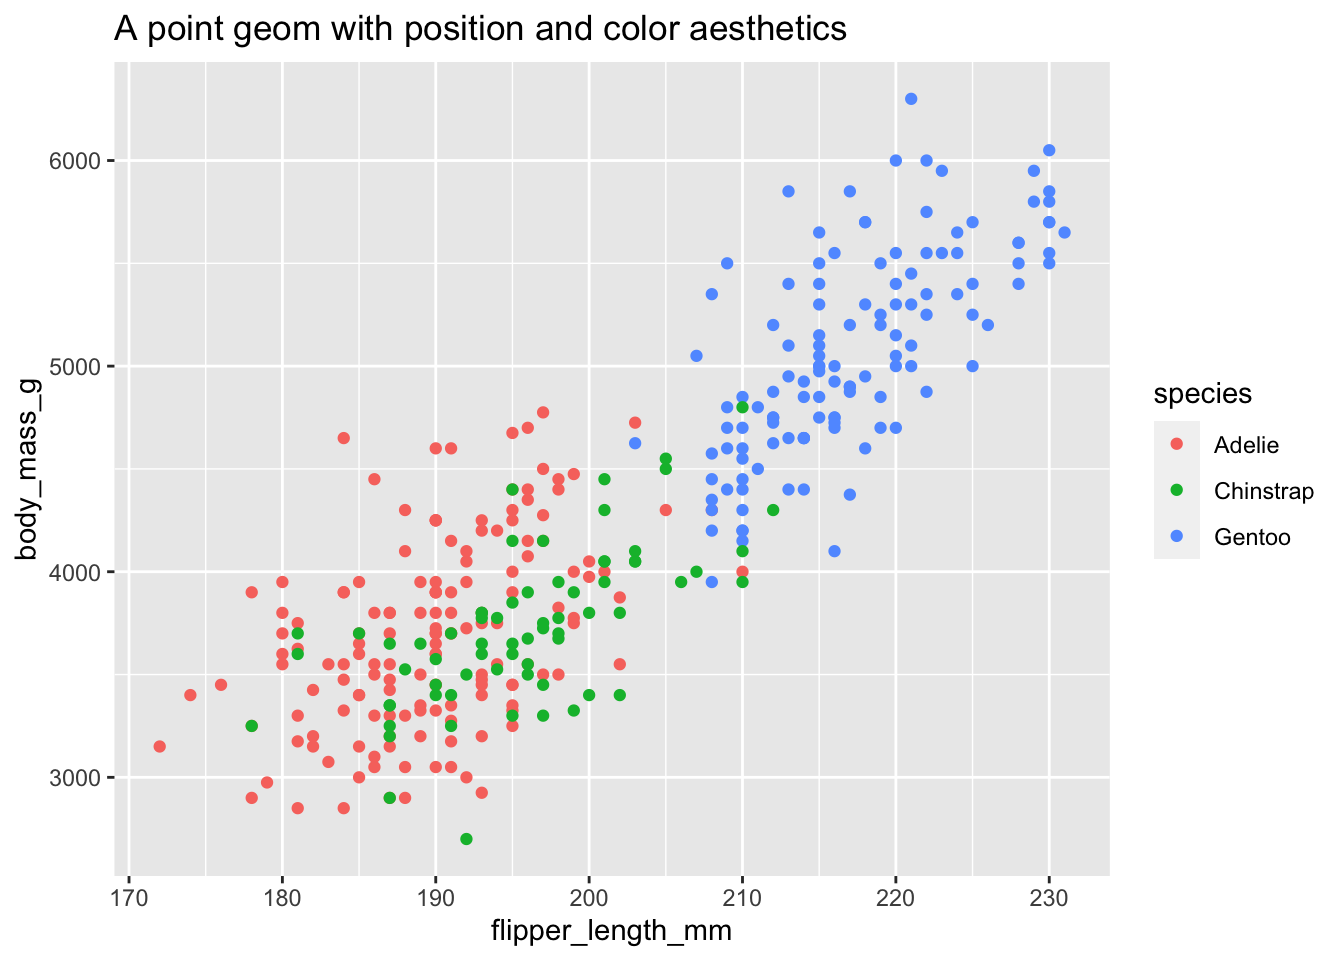 A point geom with position and color aesthetics
6000
5000
4000
3000
body_mass_g
170 180 190 200 210 220 230
flipper_length_mm
species
Adelie
Chinstrap
Gentoo